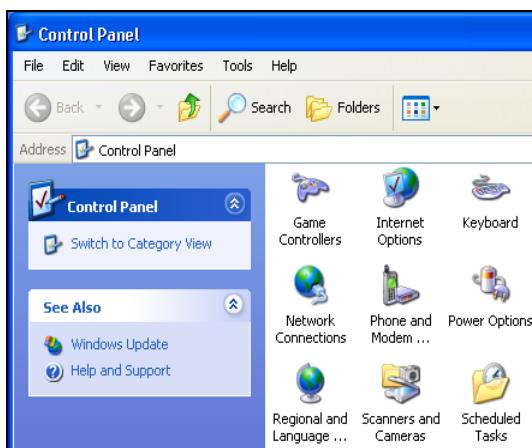 Control Panel
File Edit View Favorites Tools Help
Back Search Folders
Address Control Panel
Control Panel
Switch to Category View
See Also
Windows Update
Help and Support
Game Controllers
Internet Options
Keyboard
Network Connections
Phone and Modem ...
Power Options
Regional and Language ...
Scanners and Cameras
Scheduled Tasks